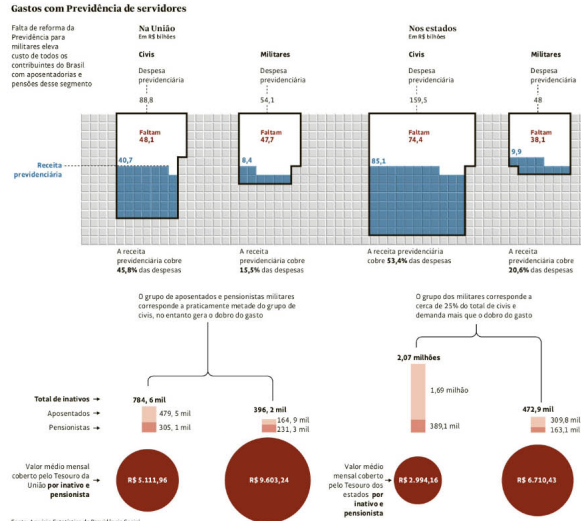 Gastos com Previdência de servidores
Falta de reforma da
Previdência para
militares eleva
custo de todos os
contribuintes do Brasil
com aposentadorias e
pensões desse segmento
Na União
Em R$ bilhões
Civis
Despesa
previdenciária
88,8
Faltam
48,1
40,7
Militares
Despesa
previdenciária
54,1
Faltam
47,7
8,4
Nos estados
Em R$ bilhões
Civis
Despesa
previdenciária
159,5
Faltam
74,4
85,1
Militares
Despesa
previdenciária
48
Faltam
38,1
9,9
Receita
previdenciária
A receita
previdenciária cobre
45,8% das despesas
A receita
previdenciária cobre
15,5% das despesas
A receita previdenciária
cobre 53,4% das despesas
A receita
previdenciária cobre
20,6% das despesas
O grupo de aposentados e pensionistas militares
corresponde a praticamente metade do grupo de
civis, no entanto gera o dobro do gasto
O grupo dos militares corresponde a
cerca de 25% do total de civis e
demanda mais que o dobro do gasto
Total de inativos
Aposentados
Pensionistas
784, 6 mil
479, 5 mil
305, 1 mil
396, 2 mil
164, 9 mil
231, 3 mil
2,07 milhões
1,69 milhão
389,1 mil
472,9 mil
309,8 mil
163,1 mil
Valor médio mensal
coberto pelo Tesouro da
União por inativo e
pensionista
R$ 5.111,96
R$ 9.603,24
Valor médio
mensal coberto
pelo Tesouro dos
estados por
inativo e
pensionista
R$ 2.994,16
R$ 6.710,43